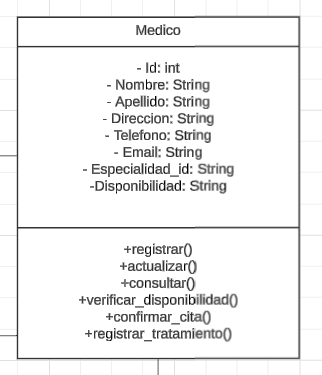 Medico
- Id: int
- Nombre: String
- Apellido: String
- Direccion: String
- Telefono: String
- Email: String
- Especialidad_id: String
-Disponibilidad: String
+registrar()
+actualizar()
+consultar()
+verificar_disponibilidad()
+confirmar_cita()
+registrar_tratamiento()